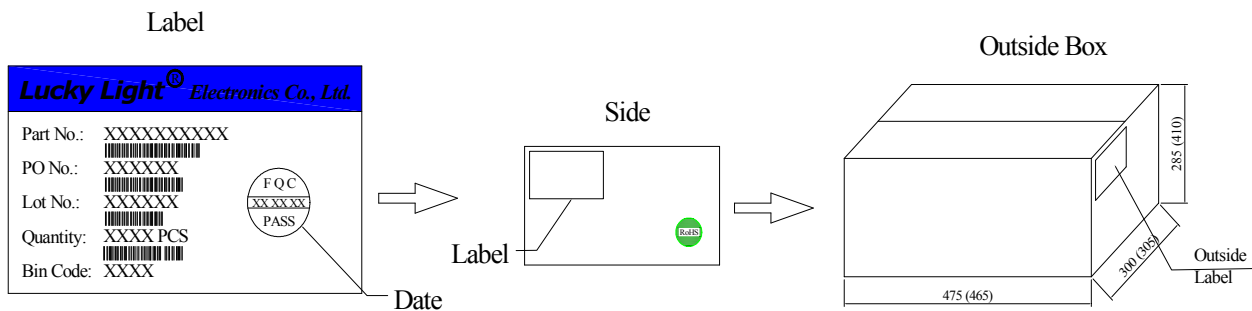 Label
Lucky Light® Electronics Co., Ltd.
Part No.: XXXXXXXXXX
PO No.: XXXXXX
Lot No.: XXXXXX
Quantity: XXXX PCS
Bin Code: XXXX
F Q C
XX XX XX
PASS
Date
Side
Label
RoHS
Outside Box
285 (410)
300 (305)
475 (465)
Outside
Label